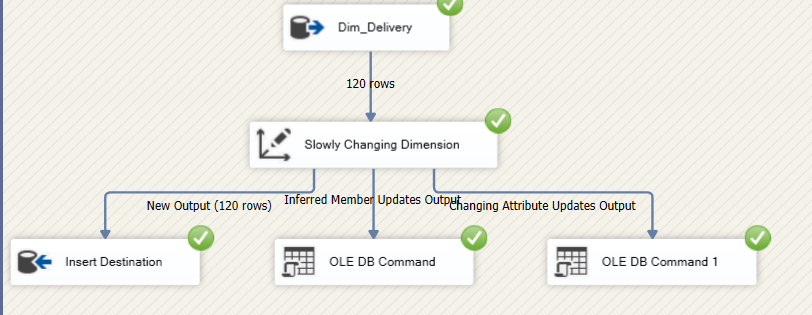 Dim_Delivery
120 rows
Slowly Changing Dimension
New Output (120 rows)
Inferred Member Updates Output
Changing Attribute Updates Output
Insert Destination
OLE DB Command
OLE DB Command 1